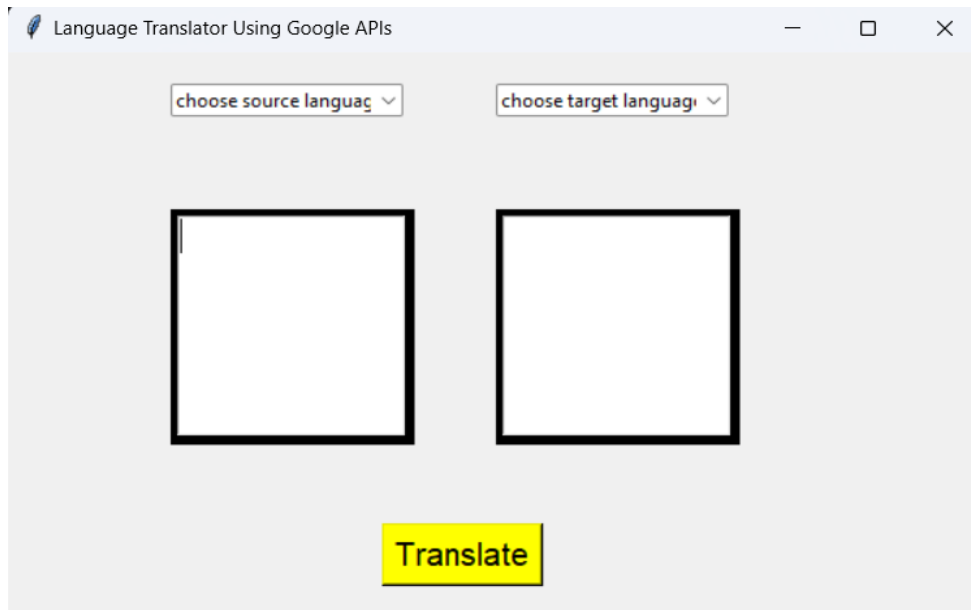 Language Translator Using Google APIs
choose source languag
choose target languag
Translate